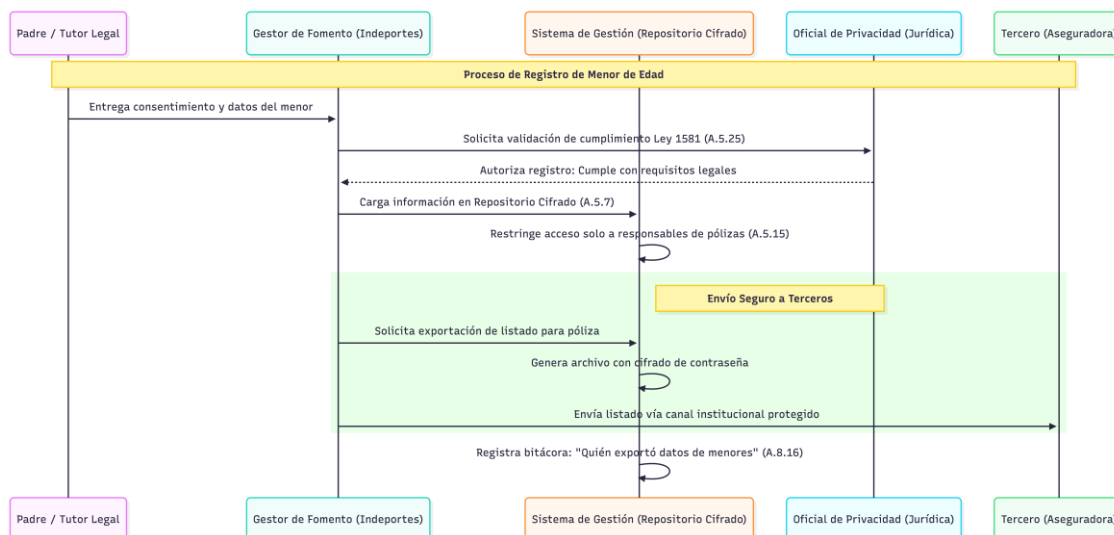 Padre / Tutor Legal
Gestor de Fomento (Indeportes)
Sistema de Gestión (Repositorio Cifrado)
Oficial de Privacidad (Jurídica)
Tercero (Aseguradora)
Proceso de Registro de Menor de Edad
Entrega consentimiento y datos del menor
Solicita validación de cumplimiento Ley 1581 (A.5.25)
Autoriza registro: Cumple con requisitos legales
Carga información en Repositorio Cifrado (A.5.7)
Restringe acceso solo a responsables de pólizas (A.5.15)
Envío Seguro a Terceros
Solicita exportación de listado para póliza
Genera archivo con cifrado de contraseña
Envía listado vía canal institucional protegido
Registra bitácora: "Quién exportó datos de menores" (A.8.16)
Padre / Tutor Legal
Gestor de Fomento (Indeportes)
Sistema de Gestión (Repositorio Cifrado)
Oficial de Privacidad (Jurídica)
Tercero (Aseguradora)